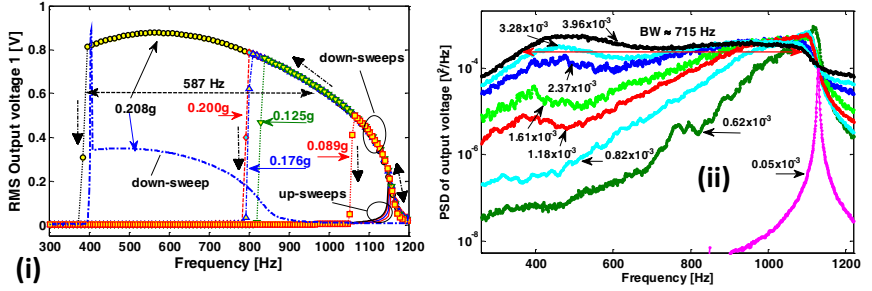 RMS Output voltage 1 [V]
1
0.8
0.6
0.4
0.2
0
587 Hz
0.208g
0.200g
0.125g
0.176g
0.089g
down-sweeps
down-sweep
up-sweeps
300 400 500 600 700 800 900 1000 1100 1200
Frequency [Hz]
(i)
PSD of output voltage [V/Hz]
10⁻⁴
10⁻⁶
10⁻⁸
3.28x10⁻³
3.96x10⁻³
BW ≈ 715 Hz
2.37x10⁻³
1.61x10⁻³
1.18x10⁻³
0.82x10⁻³
0.62x10⁻³
0.05x10⁻³
(ii)
400 600 800 1000 1200
Frequency [Hz]